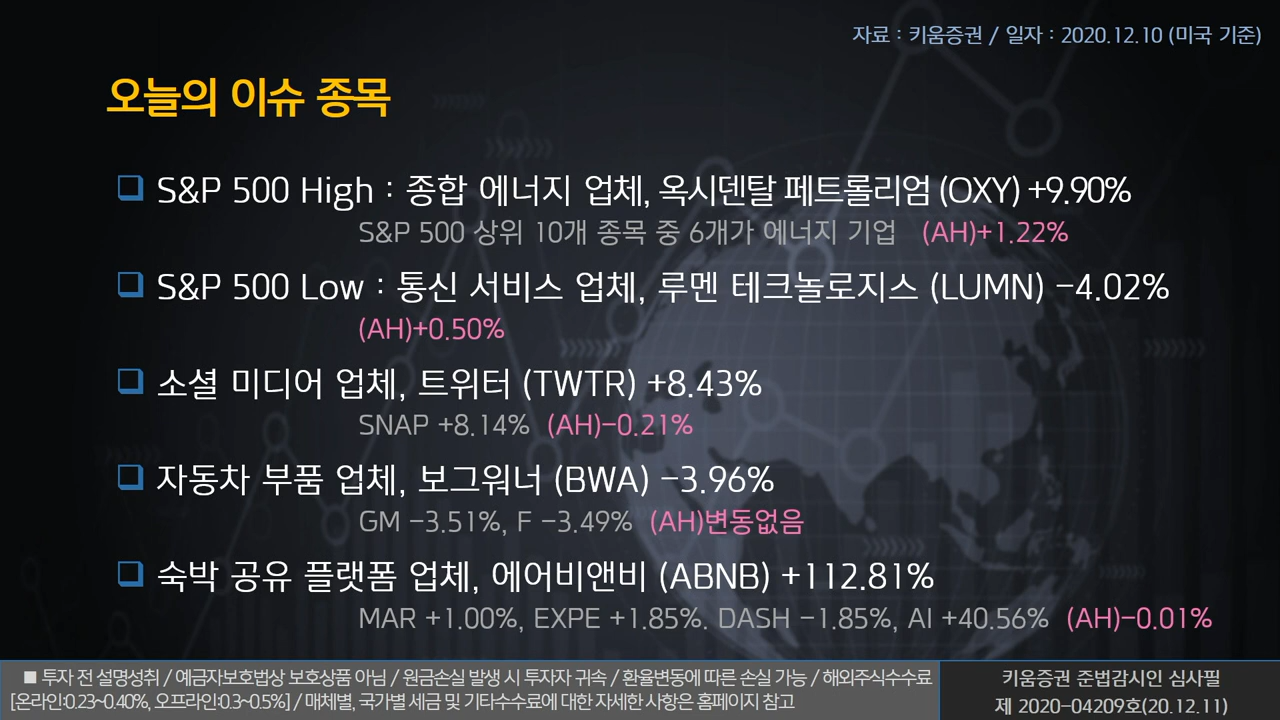 자료 : 키움증권 / 일자 : 2020.12.10 (미국 기준)
오늘의 이슈 종목
❑ S&P 500 High : 종합 에너지 업체, 옥시덴탈 페트롤리엄 (OXY) +9.90%
S&P 500 상위 10개 종목 중 6개가 에너지 기업 (AH)+1.22%
❑ S&P 500 Low : 통신 서비스 업체, 루멘 테크놀로지스 (LUMN) -4.02%
(AH)+0.50%
❑ 소셜 미디어 업체, 트위터 (TWTR) +8.43%
SNAP +8.14% (AH)-0.21%
❑ 자동차 부품 업체, 보그워너 (BWA) -3.96%
GM -3.51%, F -3.49% (AH)변동없음
❑ 숙박 공유 플랫폼 업체, 에어비앤비 (ABNB) +112.81%
MAR +1.00%, EXPE +1.85%. DASH -1.85%, AI +40.56% (AH)-0.01%
■ 투자 전 설명성취 / 예금자보호법상 보호상품 아님 / 원금손실 발생 시 투자자 귀속 / 환율변동에 따른 손실 가능 / 해외주식수수료
[온라인:0.23~0.40%, 오프라인:0.3~0.5%] / 매체별, 국가별 세금 및 기타수수료에 대한 자세한 사항은 홈페이지 참고
키움증권 준법감시인 심사필
제 2020-04209호(20.12.11)